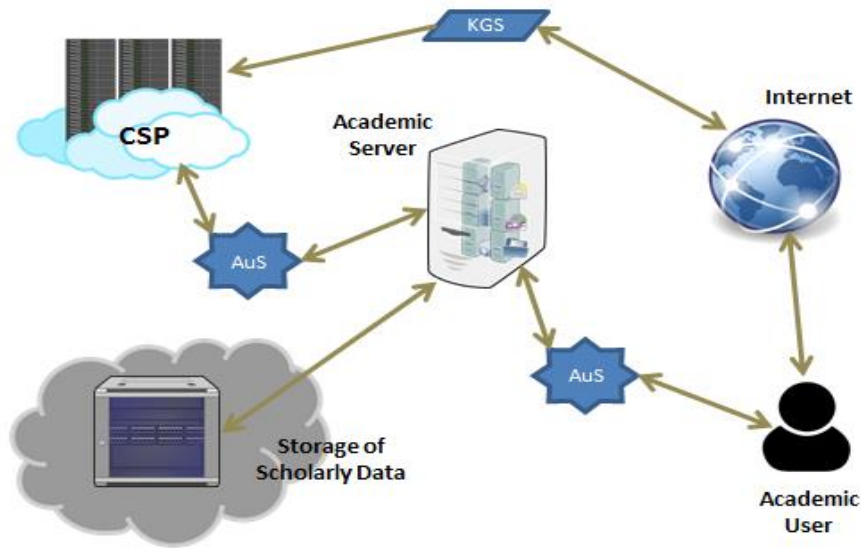 KGS
Internet
Academic
Server
CSP
AuS
AuS
Storage of
Scholarly Data
Academic
User